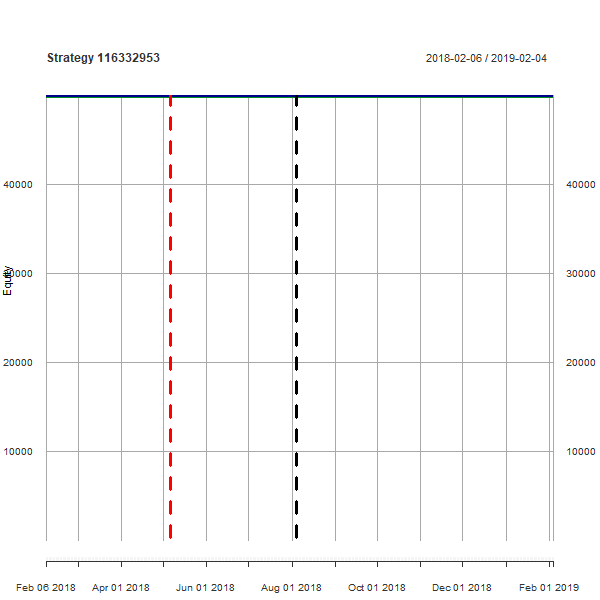 Strategy 116332953
2018-02-06 / 2019-02-04
40000
40000
Equity
30000
30000
20000
20000
10000
10000
Feb 06 2018
Apr 01 2018
Jun 01 2018
Aug 01 2018
Oct 01 2018
Dec 01 2018
Feb 01 2019